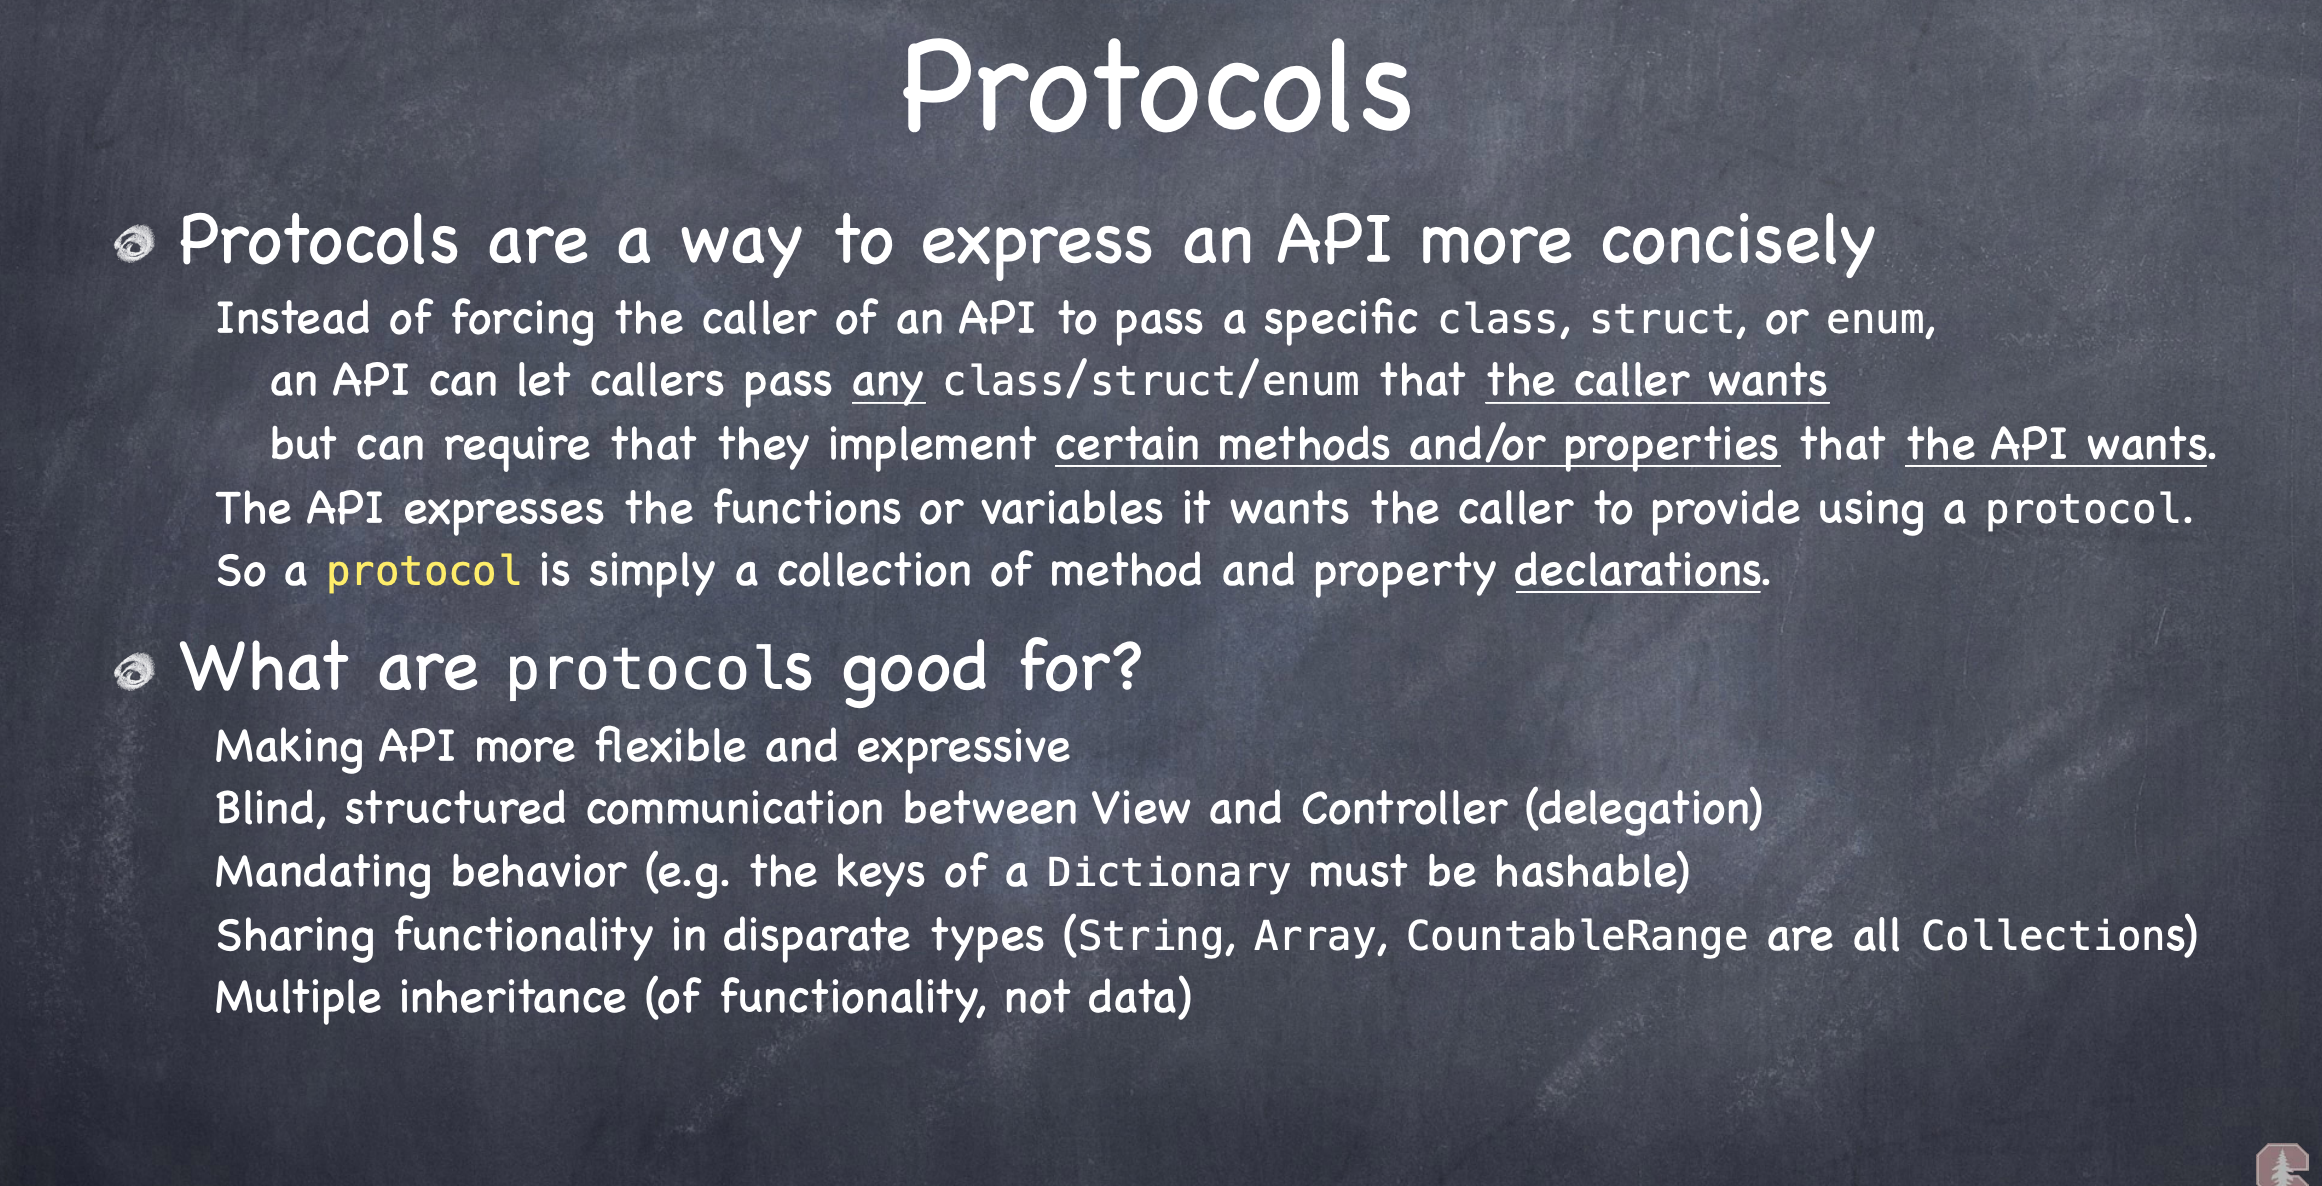 Protocols
Protocols are a way to express an API more concisely
Instead of forcing the caller of an API to pass a specific class, struct, or enum,
an API can let callers pass any class/struct/enum that the caller wants
but can require that they implement certain methods and/or properties that the API wants.
The API expresses the functions or variables it wants the caller to provide using a protocol.
So a protocol is simply a collection of method and property declarations.
What are protocols good for?
Making API more flexible and expressive
Blind, structured communication between View and Controller (delegation)
Mandating behavior (e.g. the keys of a Dictionary must be hashable)
Sharing functionality in disparate types (String, Array, CountableRange are all Collections)
Multiple inheritance (of functionality, not data)